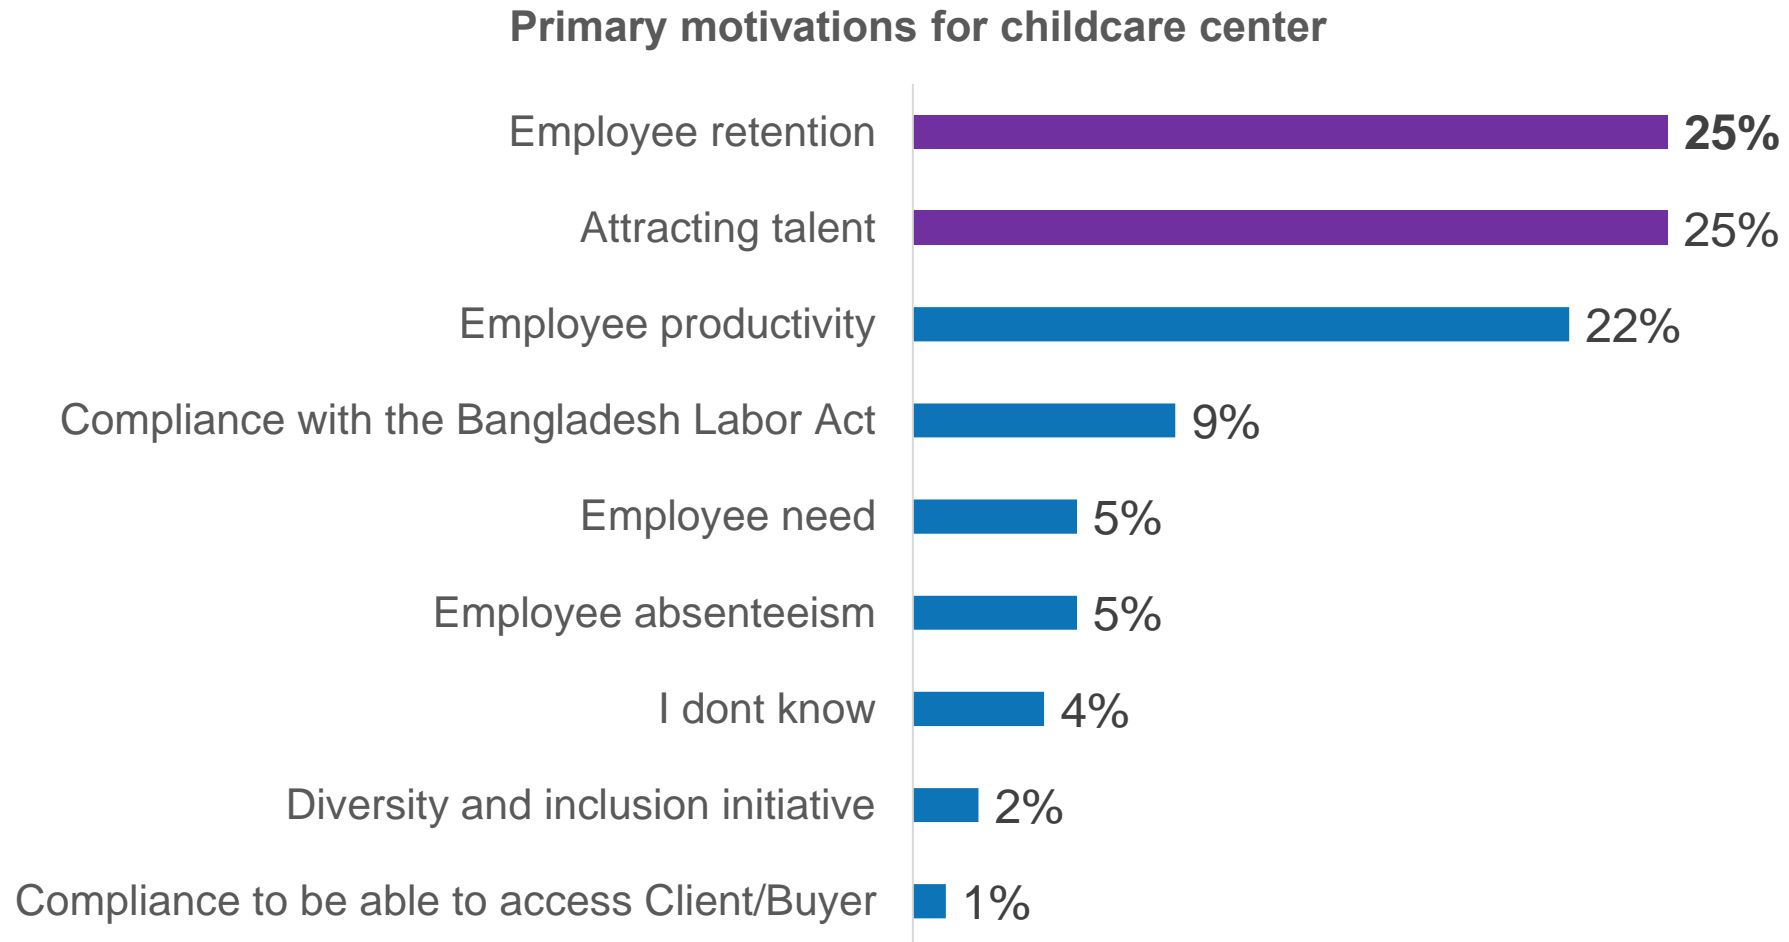 Primary motivations for childcare center
Employee retention 25%
Attracting talent 25%
Employee productivity 22%
Compliance with the Bangladesh Labor Act 9%
Employee need 5%
Employee absenteeism 5%
I dont know 4%
Diversity and inclusion initiative 2%
Compliance to be able to access Client/Buyer 1%